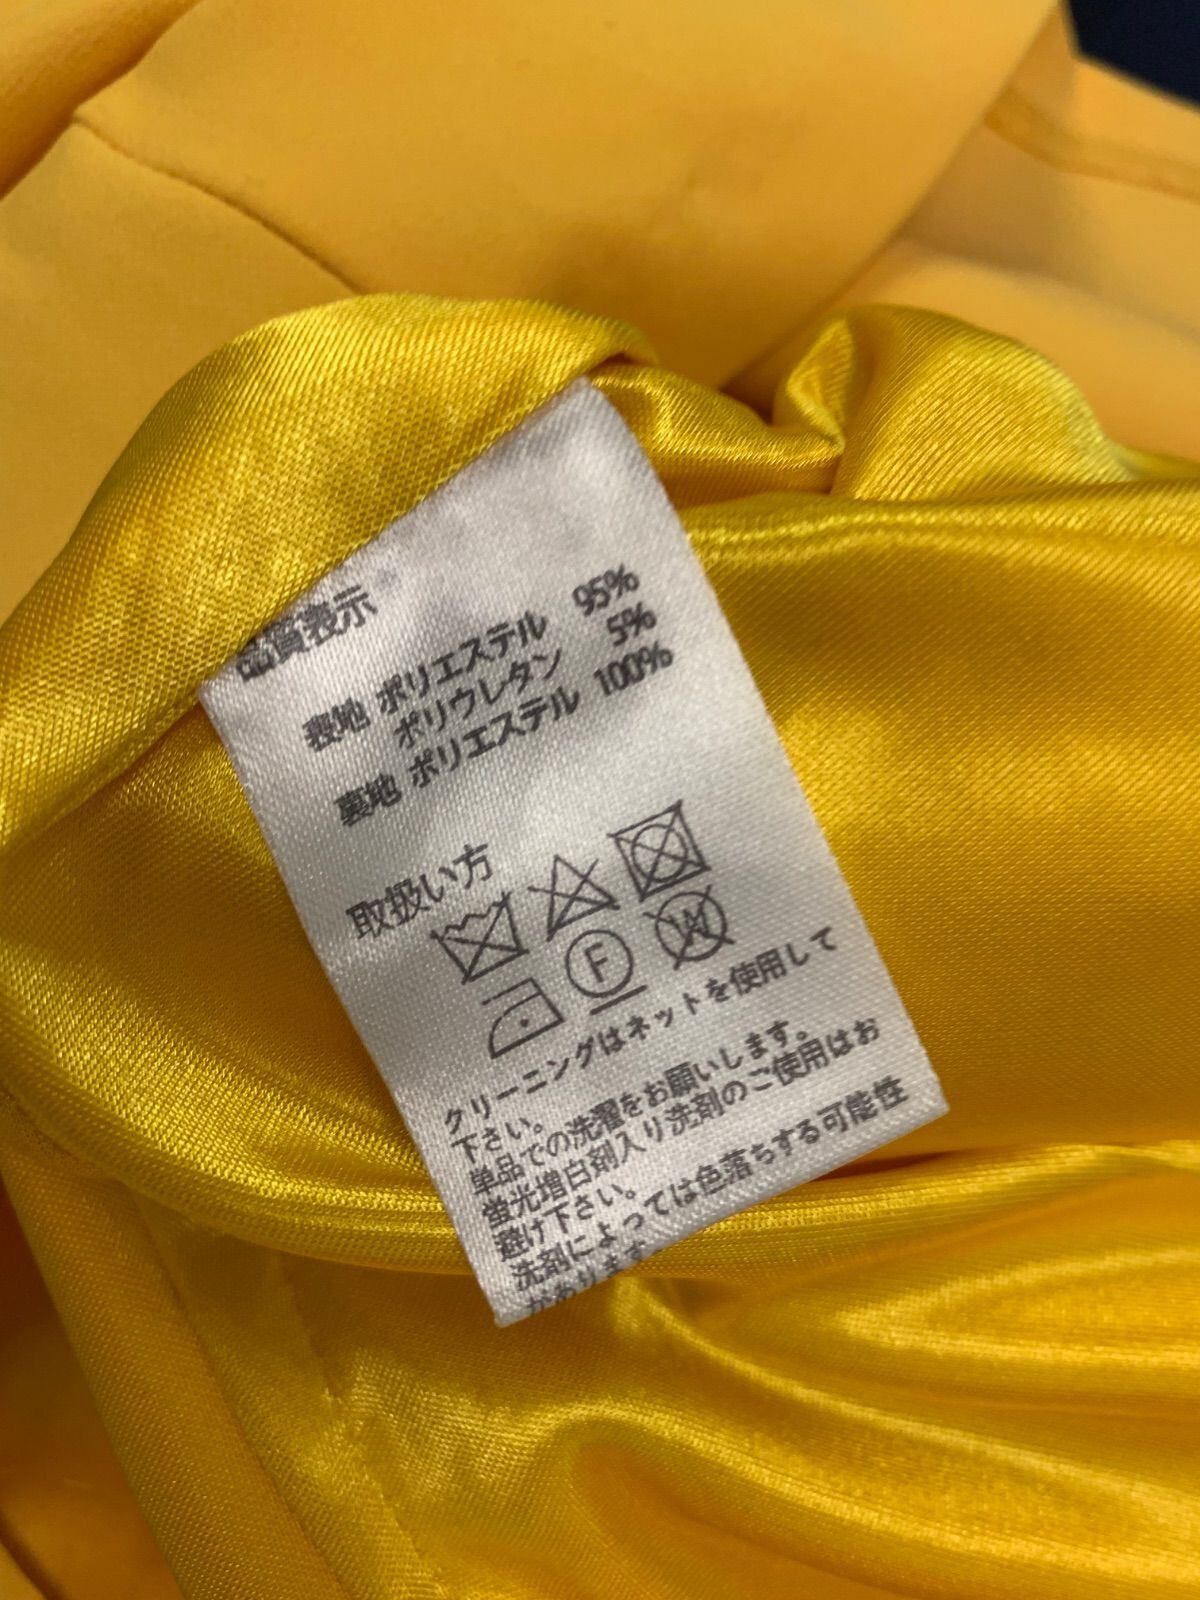 品質表示
表地 ポリエステル 95%
ポリウレタン 5%
裏地 ポリエステル 100%
取扱い方
F
W
クリーニングはネットを使用して
下さい。
単品での洗濯をお願いします。
蛍光増白剤入り洗剤のご使用はお
避け下さい。
洗剤によっては色落ちする可能性
があります